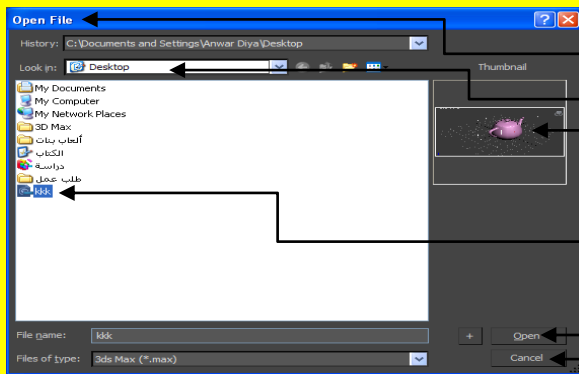 Open File
History: C:\Documents and Settings\Anwar Diya\Desktop
Look in: Desktop
Thumbnail
My Documents
My Computer
My Network Places
3D Max
ألعاب بنات
الكتاب
دراسة
طلب عمل
kkk
File name: kkk + Open
Files of type: 3ds Max (*.max) Cancel